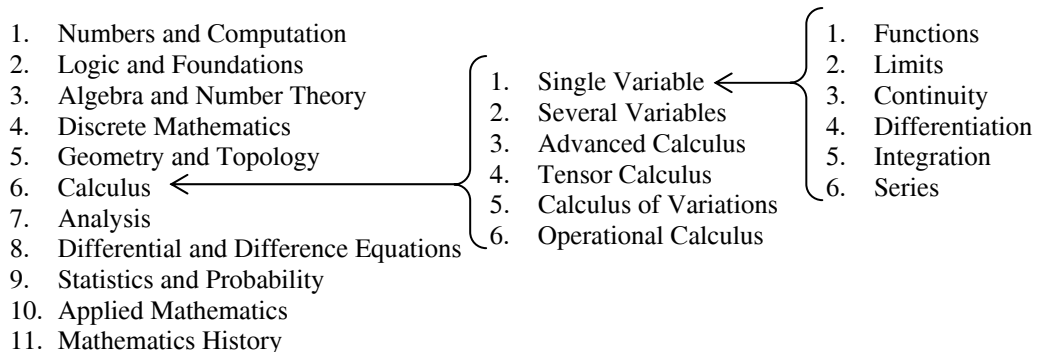 1. Numbers and Computation
2. Logic and Foundations
3. Algebra and Number Theory
4. Discrete Mathematics
5. Geometry and Topology
6. Calculus
7. Analysis
8. Differential and Difference Equations
9. Statistics and Probability
10. Applied Mathematics
11. Mathematics History
1. Single Variable
2. Several Variables
3. Advanced Calculus
4. Tensor Calculus
5. Calculus of Variations
6. Operational Calculus
1. Functions
2. Limits
3. Continuity
4. Differentiation
5. Integration
6. Series